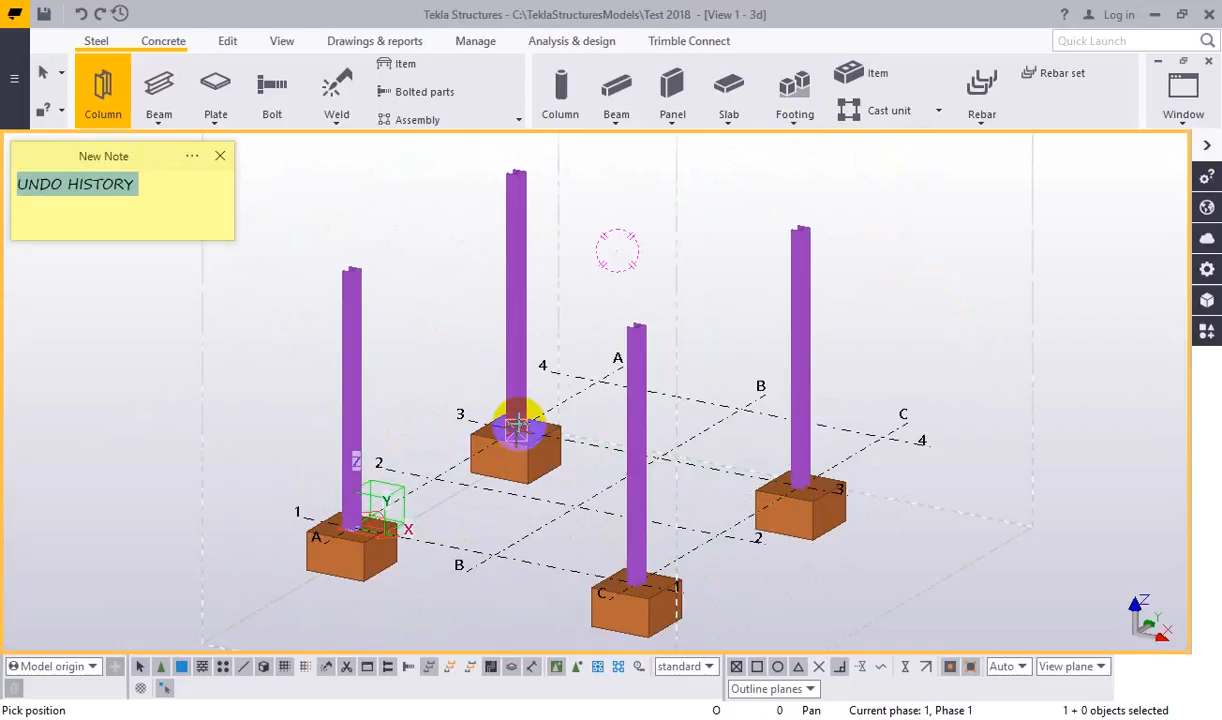 Tekla Structures - C:\TeklaStructuresModels\Test 2018 - [View 1 - 3d]
? Log in
Steel Concrete Edit View Drawings & reports Manage Analysis & design Trimble Connect Quick Launch
Column Beam Plate Bolt Weld Item Bolted parts Assembly
Column Beam Panel Slab Footing Item Cast unit Rebar Rebar set Window
New Note
UNDO HISTORY
4 A
B
3 C
4
2 3
Z
Y
1 X
A 2
B
C 1
Z
Y
X
Model origin standard Auto View plane
Outline planes
Pick position O 0 Pan Current phase: 1, Phase 1 1 + 0 objects selected